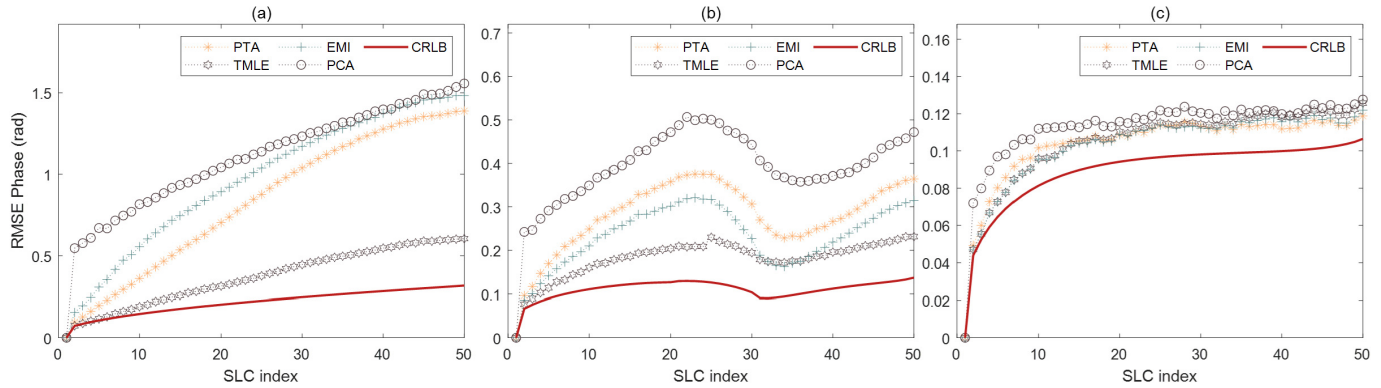 (a)
PTA EMI CRLB
TMLE PCA
1.5
1
0.5
0
RMSE Phase (rad)
0 10 20 30 40 50
SLC index
(b)
PTA EMI CRLB
TMLE PCA
0.7
0.6
0.5
0.4
0.3
0.2
0.1
0
0 10 20 30 40 50
SLC index
(c)
PTA EMI CRLB
TMLE PCA
0.16
0.14
0.12
0.1
0.08
0.06
0.04
0.02
0
0 10 20 30 40 50
SLC index